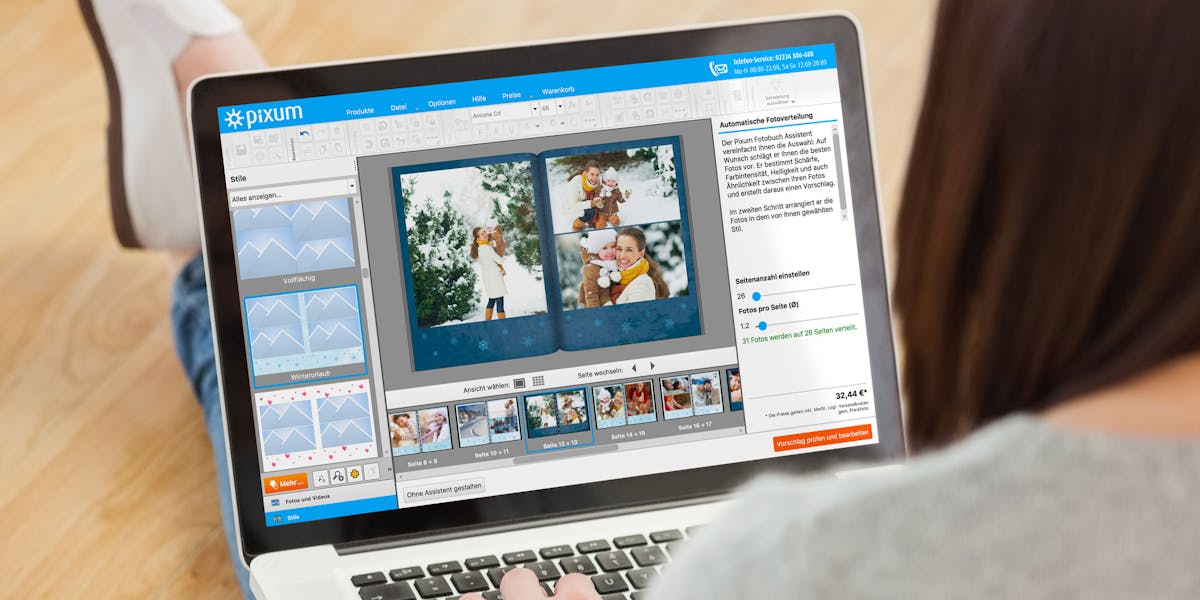 pixum
Produkte Datei Optionen Hilfe Preise Warenkorb
Telefon-Service: 02236 886-688
Mo-Fr 08:00-22:00, Sa-So 12:00-20:00
Ancona Cd 68
Bearbeiten
Veredelung
auswählen
Stile
Alles anzeigen...
Vollflächig
Winterurlaub
Mehr...
Fotos und Videos
Stile
Ansicht wählen:
Seite wechseln:
Seite 8 + 9
Seite 10 + 11
Seite 12 + 13
Seite 14 + 15
Seite 16 + 17
Ohne Assistent gestalten
Automatische Fotoverteilung
Der Pixum Fotobuch Assistent
vereinfacht Ihnen die Auswahl: Auf
Wunsch schlägt er Ihnen die besten
Fotos vor. Er bestimmt Schärfe,
Farbintensität, Helligkeit und auch
Ähnlichkeit zwischen Ihren Fotos
und erstellt daraus einen Vorschlag.
Im zweiten Schritt arrangiert er die
Fotos in dem von Ihnen gewählten
Stil.
Seitenanzahl einstellen
26
Fotos pro Seite (Ø)
1.2
31 Fotos werden auf 26 Seiten verteilt.
32,44 €*
* Die Preise gelten inkl. MwSt. zzgl. Versandkosten
gem. Preisliste.
Vorschlag prüfen und bearbeiten